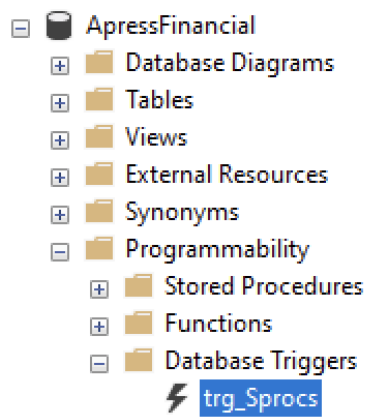 ApressFinancial
Database Diagrams
Tables
Views
External Resources
Synonyms
Programmability
Stored Procedures
Functions
Database Triggers
trg_Sprocs